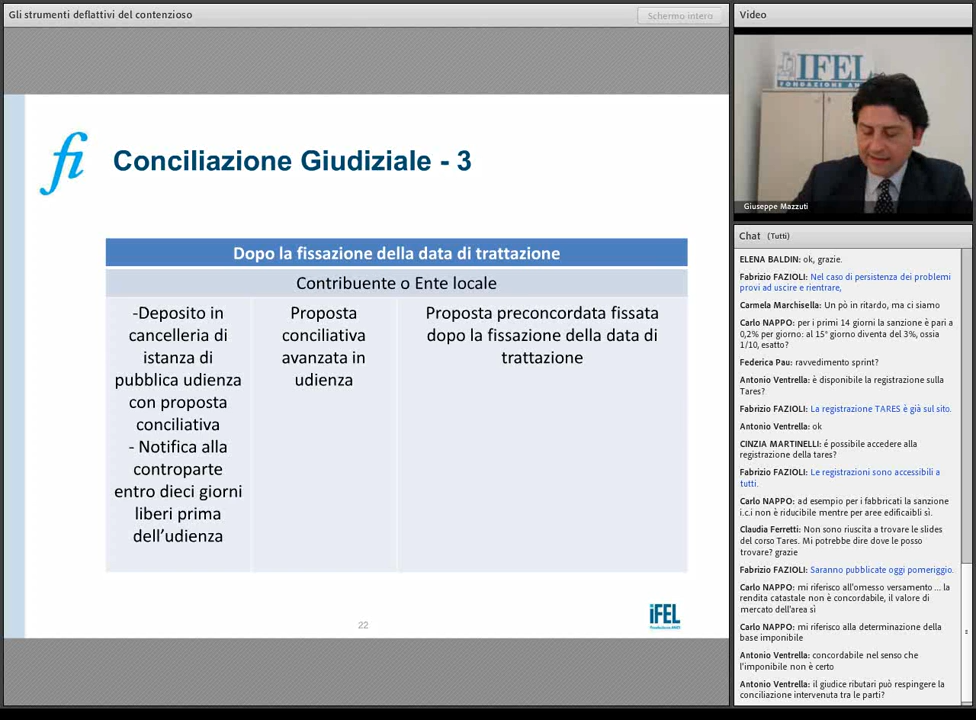 Gli strumenti deflattivi del contenzioso
Schermo intero
Video
fi
Conciliazione Giudiziale - 3
Dopo la fissazione della data di trattazione
Contribuente o Ente locale
-Deposito in
cancelleria di
istanza di
pubblica udienza
con proposta
conciliativa
- Notifica alla
controparte
entro dieci giorni
liberi prima
dell'udienza
Proposta
conciliativa
avanzata in
udienza
Proposta preconcordata fissata
dopo la fissazione della data di
trattazione
22
iFEL
IFEL
Giuseppe Mazzuti
Chat (Tutti)
ELENA BALDIN: ok, grazie.
Fabrizio FAZIOLI: Nel caso di persistenza dei problemi
provi ad uscire e rientrare,
Carmela Marchisella: Un pò in ritardo, ma ci siamo
Carlo NAPPO: per i primi 14 giorni la sanzione è pari a
0,2% per giorno: al 15° giorno diventa del 3%, ossia
1/10, esatto?
Federica Pau: ravvedimento sprint?
Antonio Ventrella: è disponibile la registrazione sulla
Tares?
Fabrizio FAZIOLI: La registrazione TARES è già sul sito.
Antonio Ventrella: ok
CINZIA MARTINELLI: é possibile accedere alla
registrazione della tares?
Fabrizio FAZIOLI: Le registrazioni sono accessibili a
tutti.
Carlo NAPPO: ad esempio per i fabbricati la sanzione
i.c.i non è riducibile mentre per aree edificaibli sì.
Claudia Ferretti: Non sono riuscita a trovare le slides
del corso Tares. Mi potrebbe dire dove le posso
trovare? grazie
Fabrizio FAZIOLI: Saranno pubblicate oggi pomeriggio.
Carlo NAPPO: mi riferisco all'omesso versamento ... la
rendita catastale non è concordabile, il valore di
mercato dell'area sì
Carlo NAPPO: mi riferisco alla determinazione della
base imponibile
Antonio Ventrella: concordabile nel senso che
l'imponibile non è certo
Antonio Ventrella: il giudice ributari può respingere la
conciliazione intervenuta tra le parti?